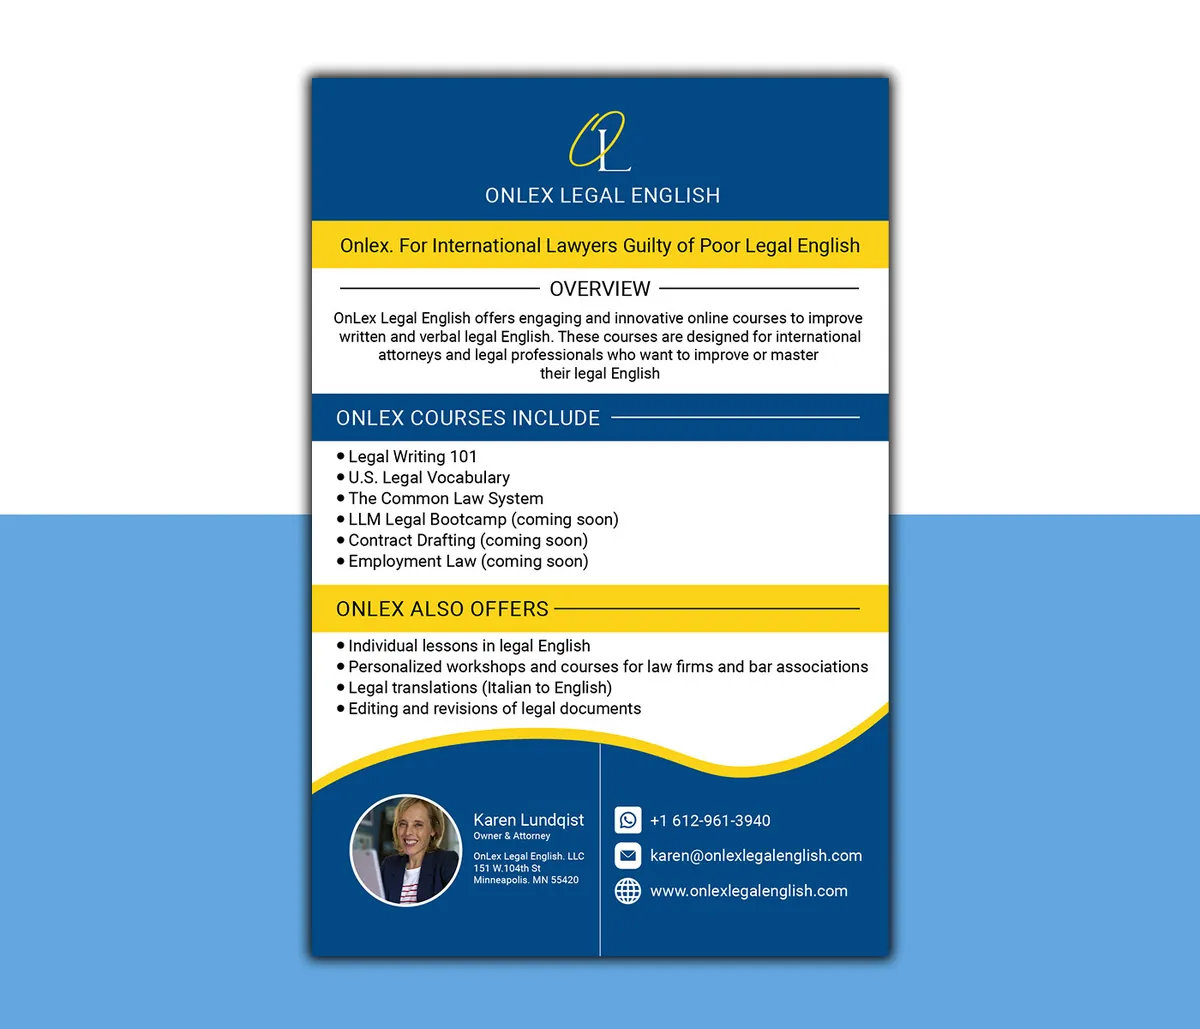 OL
ONLEX LEGAL ENGLISH
Onlex. For International Lawyers Guilty of Poor Legal English
OVERVIEW
OnLex Legal English offers engaging and innovative online courses to improve
written and verbal legal English. These courses are designed for international
attorneys and legal professionals who want to improve or master
their legal English
ONLEX COURSES INCLUDE
• Legal Writing 101
• U.S. Legal Vocabulary
• The Common Law System
• LLM Legal Bootcamp (coming soon)
• Contract Drafting (coming soon)
• Employment Law (coming soon)
ONLEX ALSO OFFERS
• Individual lessons in legal English
• Personalized workshops and courses for law firms and bar associations
• Legal translations (Italian to English)
• Editing and revisions of legal documents
Karen Lundqist
Owner & Attorney
OnLex Legal English. LLC
151 W.104th St
Minneapolis. MN 55420
+1 612-961-3940
karen@onlexlegalenglish.com
www.onlexlegalenglish.com